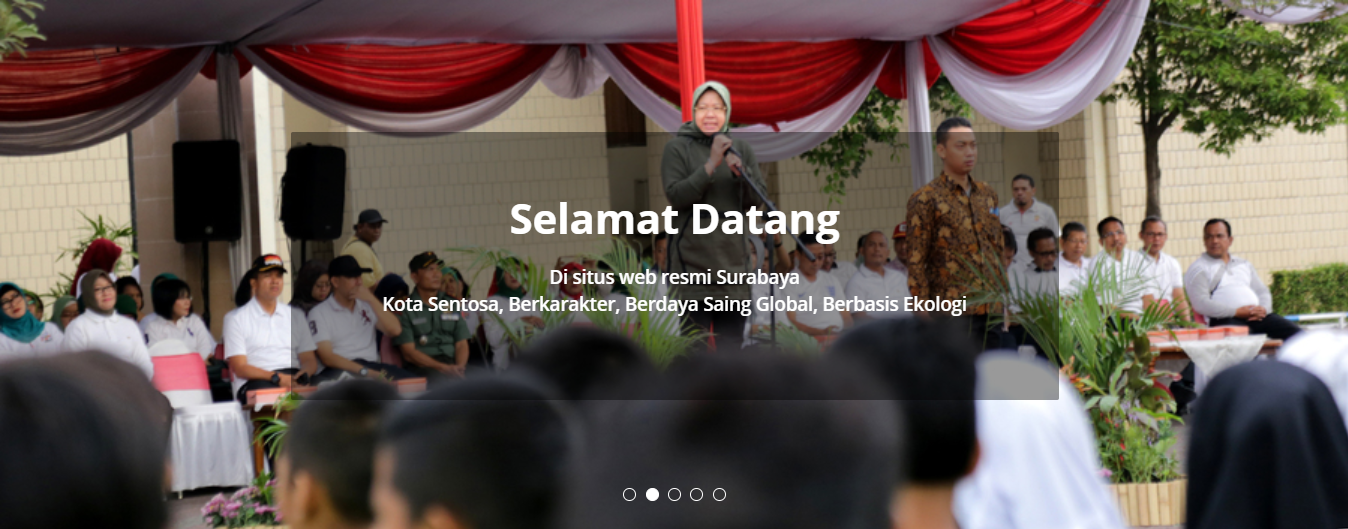 Selamat Datang
Di situs web resmi Surabaya
Kota Sentosa, Berkarakter, Berdaya Saing Global, Berbasis Ekologi